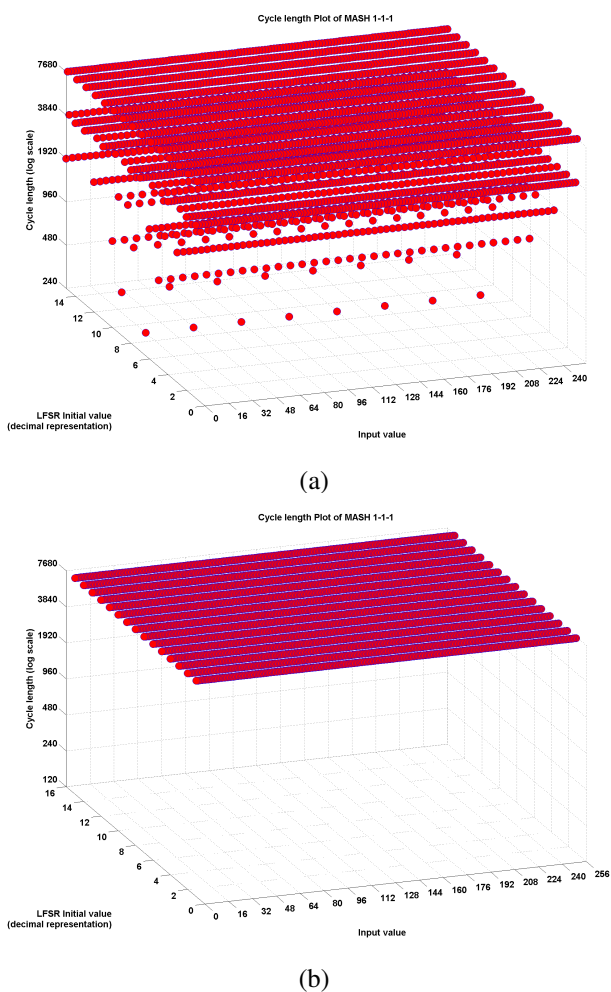 Cycle length Plot of MASH 1-1-1
7680
3840
1920
960
480
240
Cycle length (log scale)
14
12
10
8
6
4
2
0
LFSR Initial value
(decimal representation)
0 16 32 48 64 80 96 112 128 144 160 176 192 208 224 240
Input value
(a)
Cycle length Plot of MASH 1-1-1
7680
3840
1920
960
480
240
120
Cycle length (log scale)
16
14
12
10
8
6
4
2
0
LFSR Initial value
(decimal representation)
0 16 32 48 64 80 96 112 128 144 160 176 192 208 224 240 256
Input value
(b)